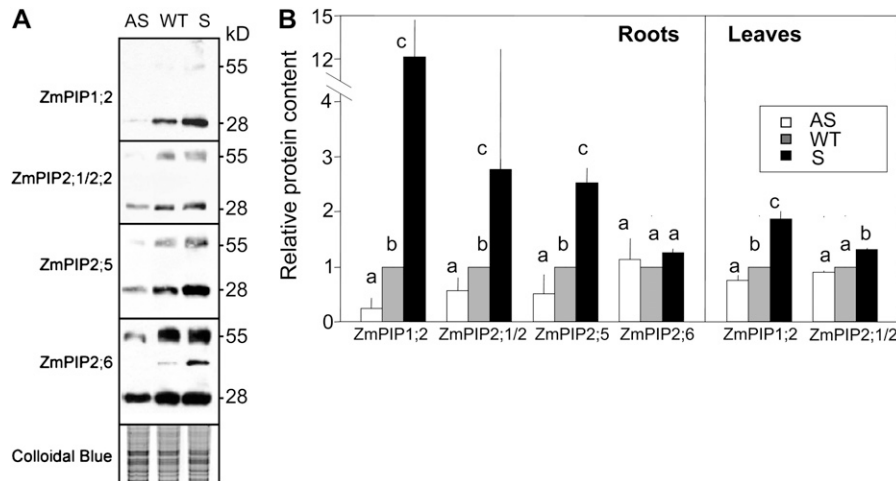 A
AS WT S
kD
ZmPIP1;2
55
28
ZmPIP2;1/2;2
55
28
ZmPIP2;5
55
28
ZmPIP2;6
55
28
Colloidal Blue
B
Relative protein content
15
12
4
3
2
1
0
Roots
Leaves
AS
WT
S
a b c
a b c
a b c
a a a
a b c
a a b
ZmPIP1;2 ZmPIP2;1/2 ZmPIP2;5 ZmPIP2;6 ZmPIP1;2 ZmPIP2;1/2